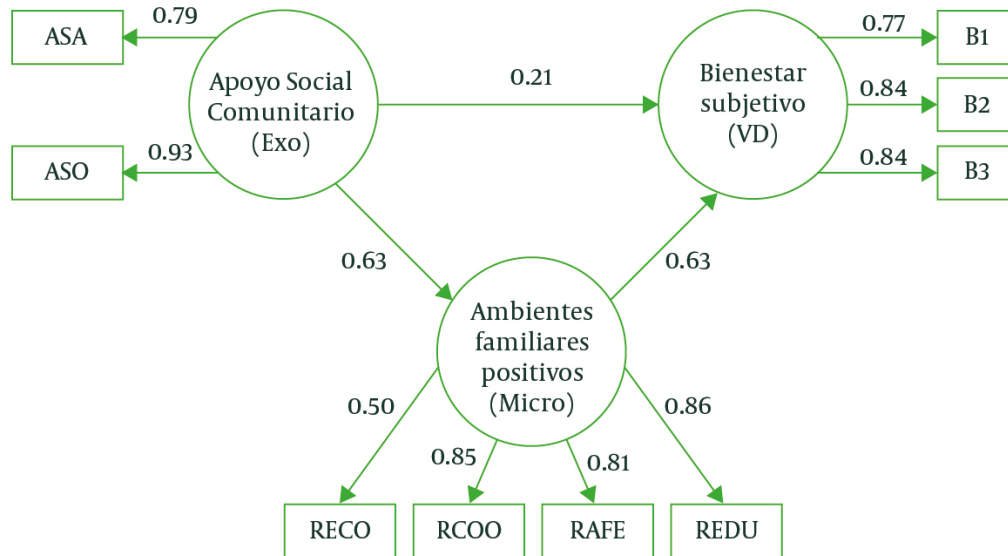 0.79
ASA
Apoyo Social
Comunitario
(Exo)
0.93
ASO
0.21
Bienestar
subjetivo
(VD)
0.77
B1
0.84
B2
0.84
B3
0.63
0.63
Ambientes
familiares
positivos
(Micro)
0.50
0.85
0.81
0.86
RECO
RCOO
RAFE
REDU